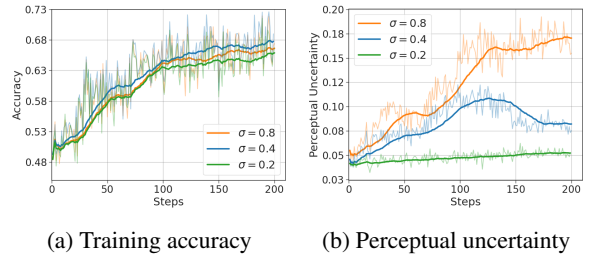 0.73
0.68
0.63
0.58
0.53
0.48
Accuracy
0
50
100
150
200
Steps
σ = 0.8
σ = 0.4
σ = 0.2
(a) Training accuracy
0.20
0.18
0.15
0.12
0.10
0.08
0.05
0.03
Perceptual Uncertainty
0
50
100
150
200
Steps
σ = 0.8
σ = 0.4
σ = 0.2
(b) Perceptual uncertainty